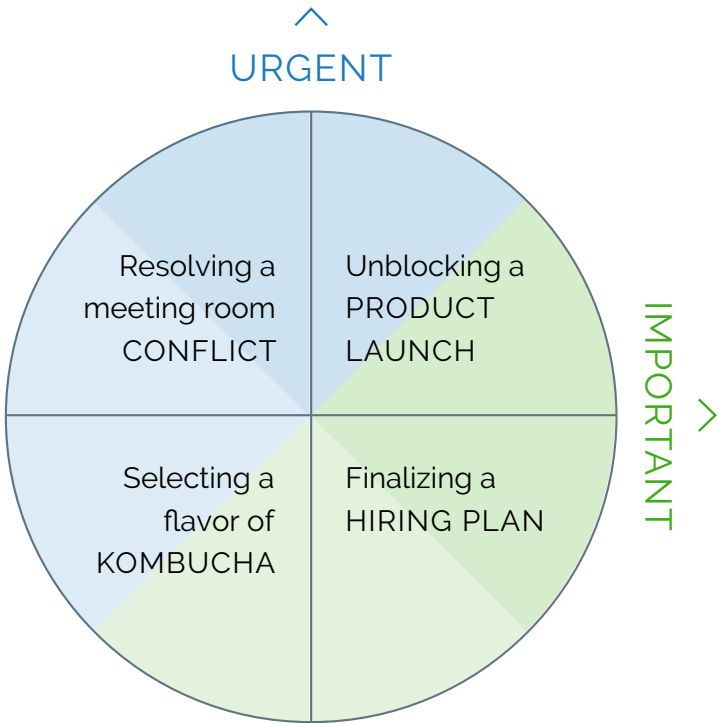 URGENT
Resolving a
meeting room
CONFLICT
Unblocking a
PRODUCT
LAUNCH
IMPORTANT
Selecting a
flavor of
KOMBUCHA
Finalizing a
HIRING PLAN